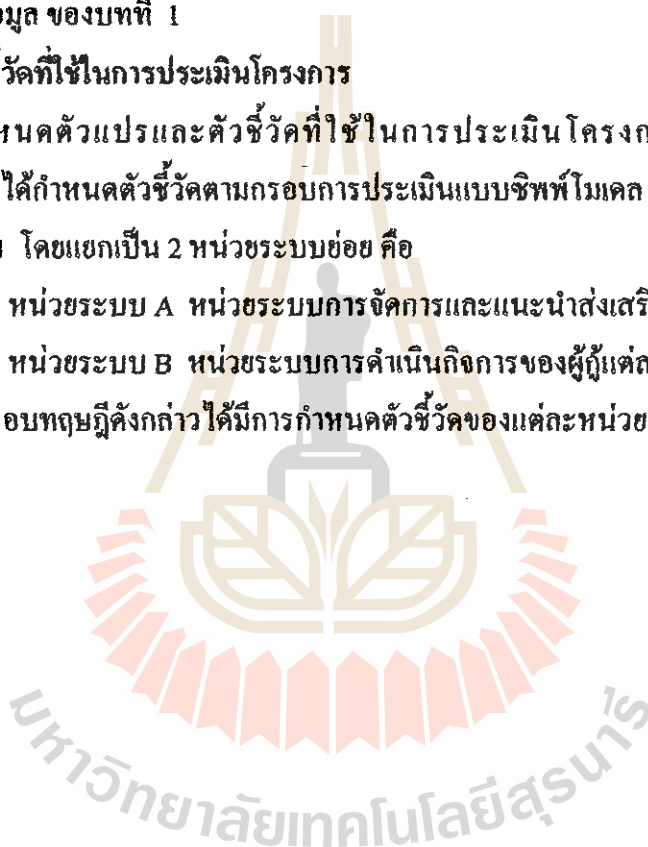 อมูล ของบทที่ 1
วัดที่ใช้ในการประเมินโครงการ
หนดตัวแปรและตัวชี้วัดที่ใช้ในการประเมินโครงก
ได้กำหนดตัวชี้วัดตามกรอบการประเมินแบบซิพพ์โมเดล
โดยแยกเป็น 2 หน่วยระบบย่อย คือ
หน่วยระบบ A หน่วยระบบการจัดการและแนะนำส่งเสริ
หน่วยระบบ B หน่วยระบบการดำเนินกิจการของผู้กู้แต่ล
อบทฤษฎีดังกล่าวได้มีการกำหนดตัวชี้วัดของแต่ละหน่วย
มหาวิทยาลัยเทคโนโลยีสุรนารี